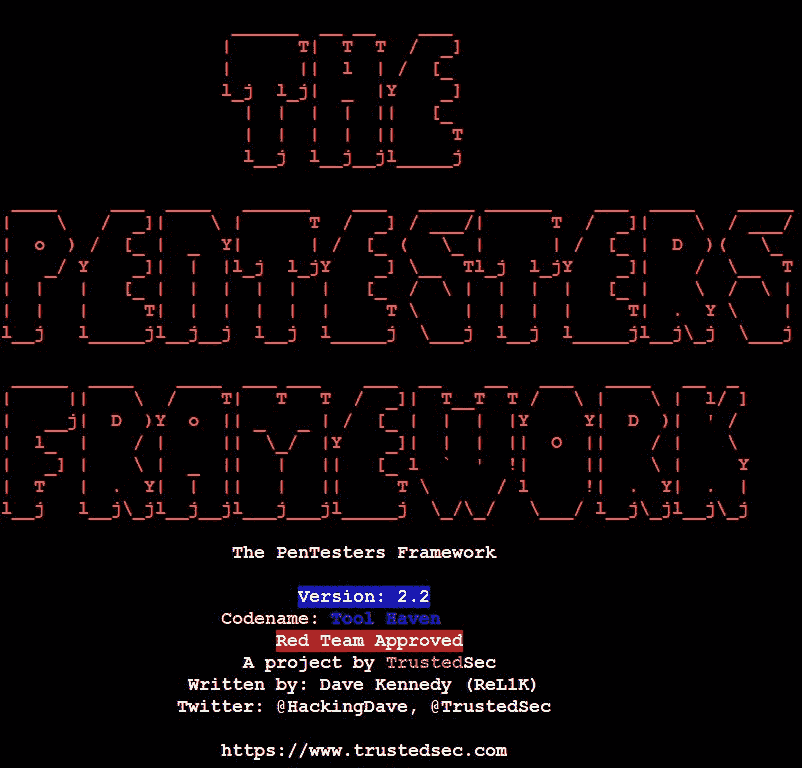 THE
PENTESTERS
FRAMEWORK
The PenTesters Framework
Version: 2.2
Codename: Tool Haven
Red Team Approved
A project by TrustedSec
Written by: Dave Kennedy (ReL1K)
Twitter: @HackingDave, @TrustedSec
https://www.trustedsec.com